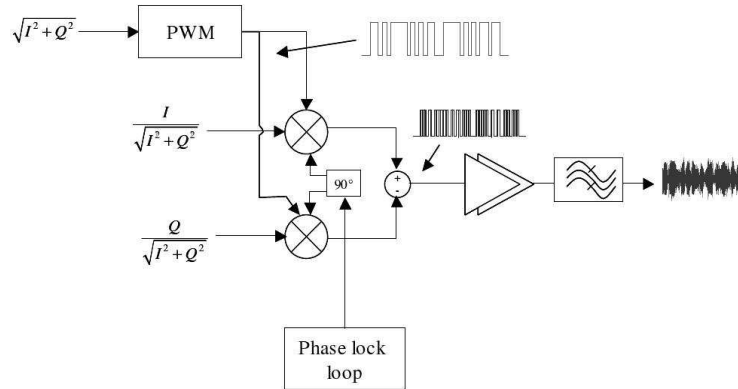 √(I² + Q²)
PWM
I / √(I² + Q²)
+
-
90°
Q / √(I² + Q²)
Phase lock
loop